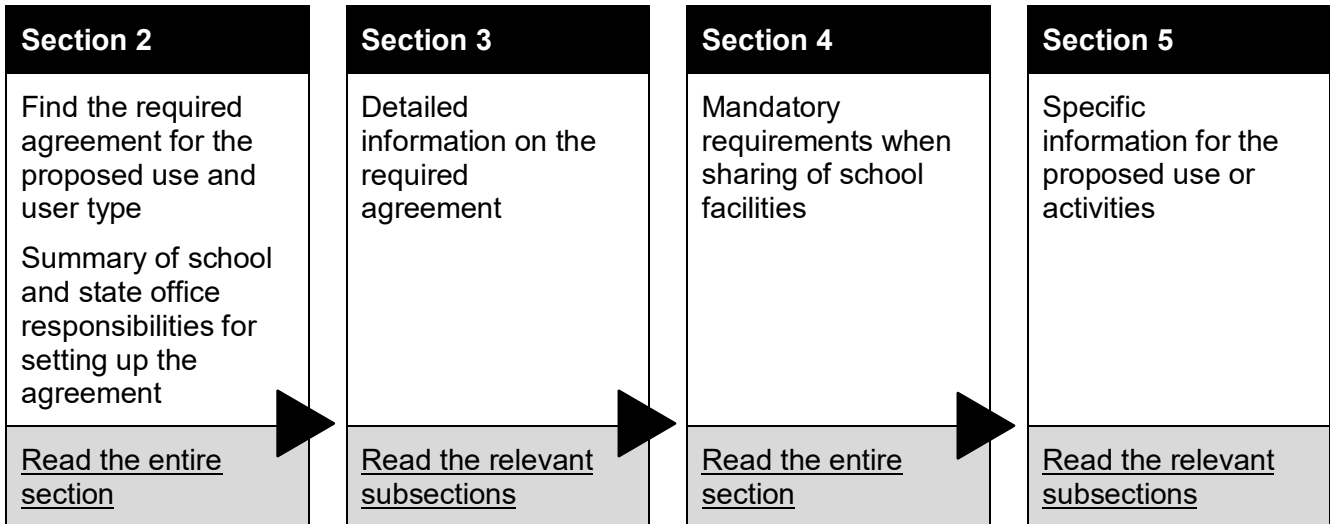 Section 2
Find the required
agreement for the
proposed use and
user type
Summary of school
and state office
responsibilities for
setting up the
agreement
Read the entire
section
Section 3
Detailed
information on the
required
agreement
Read the relevant
subsections
Section 4
Mandatory
requirements when
sharing of school
facilities
Read the entire
section
Section 5
Specific
information for the
proposed use or
activities
Read the relevant
subsections